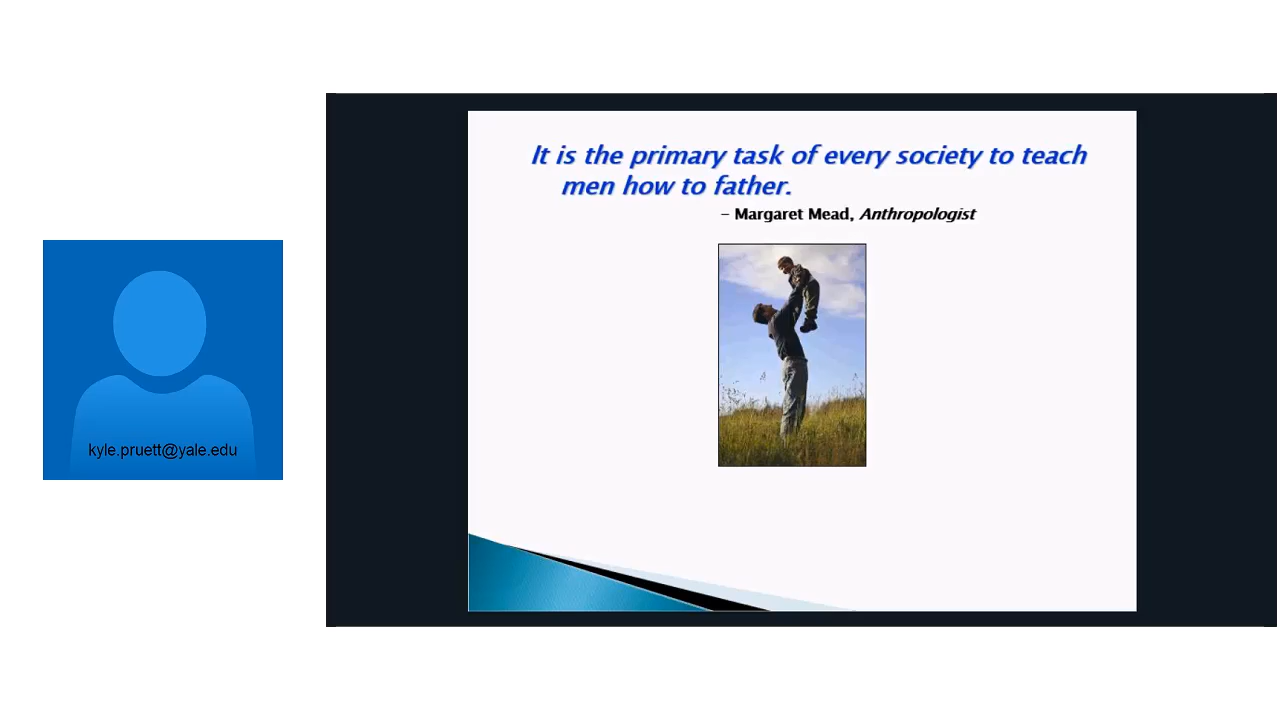 It is the primary task of every society to teach
men how to father.
– Margaret Mead, Anthropologist
kyle.pruett@yale.edu